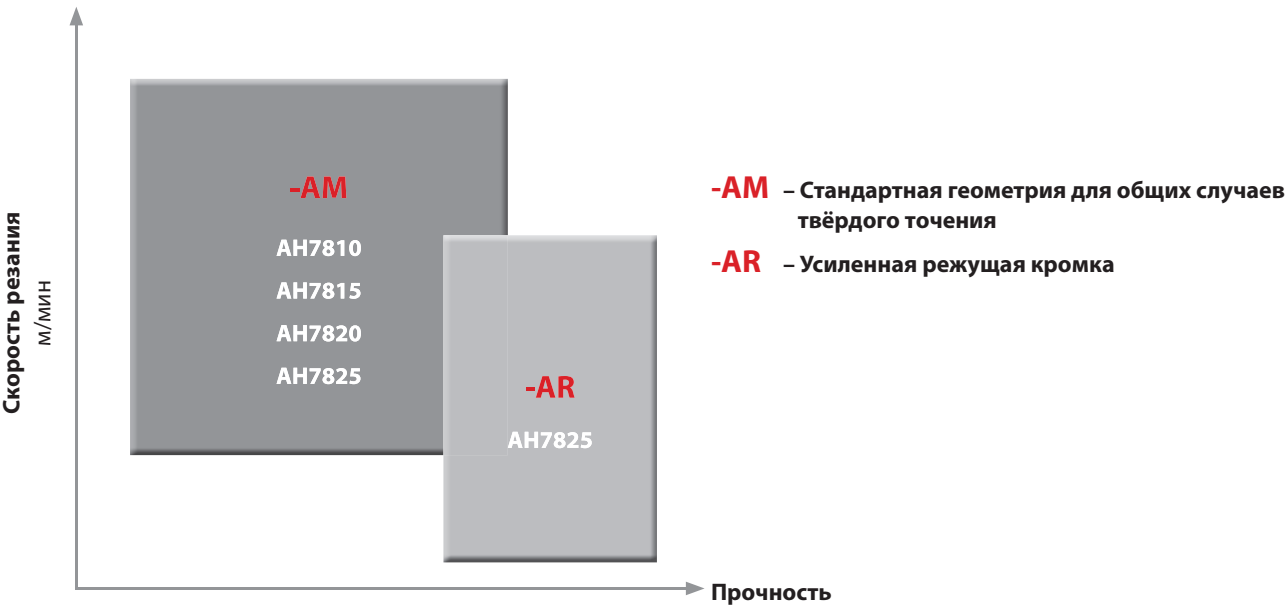 Скорость резания
м/мин
-AM
AH7810
AH7815
AH7820
AH7825
-AR
AH7825
-AM – Стандартная геометрия для общих случаев
твёрдого точения
-AR – Усиленная режущая кромка
Прочность